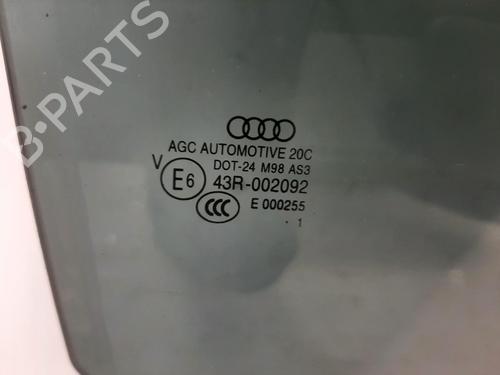 B-PARTS
AGC AUTOMOTIVE 20C
DOT-24 M98 AS3
V E6 43R-002092
CCC E 000255
. 1